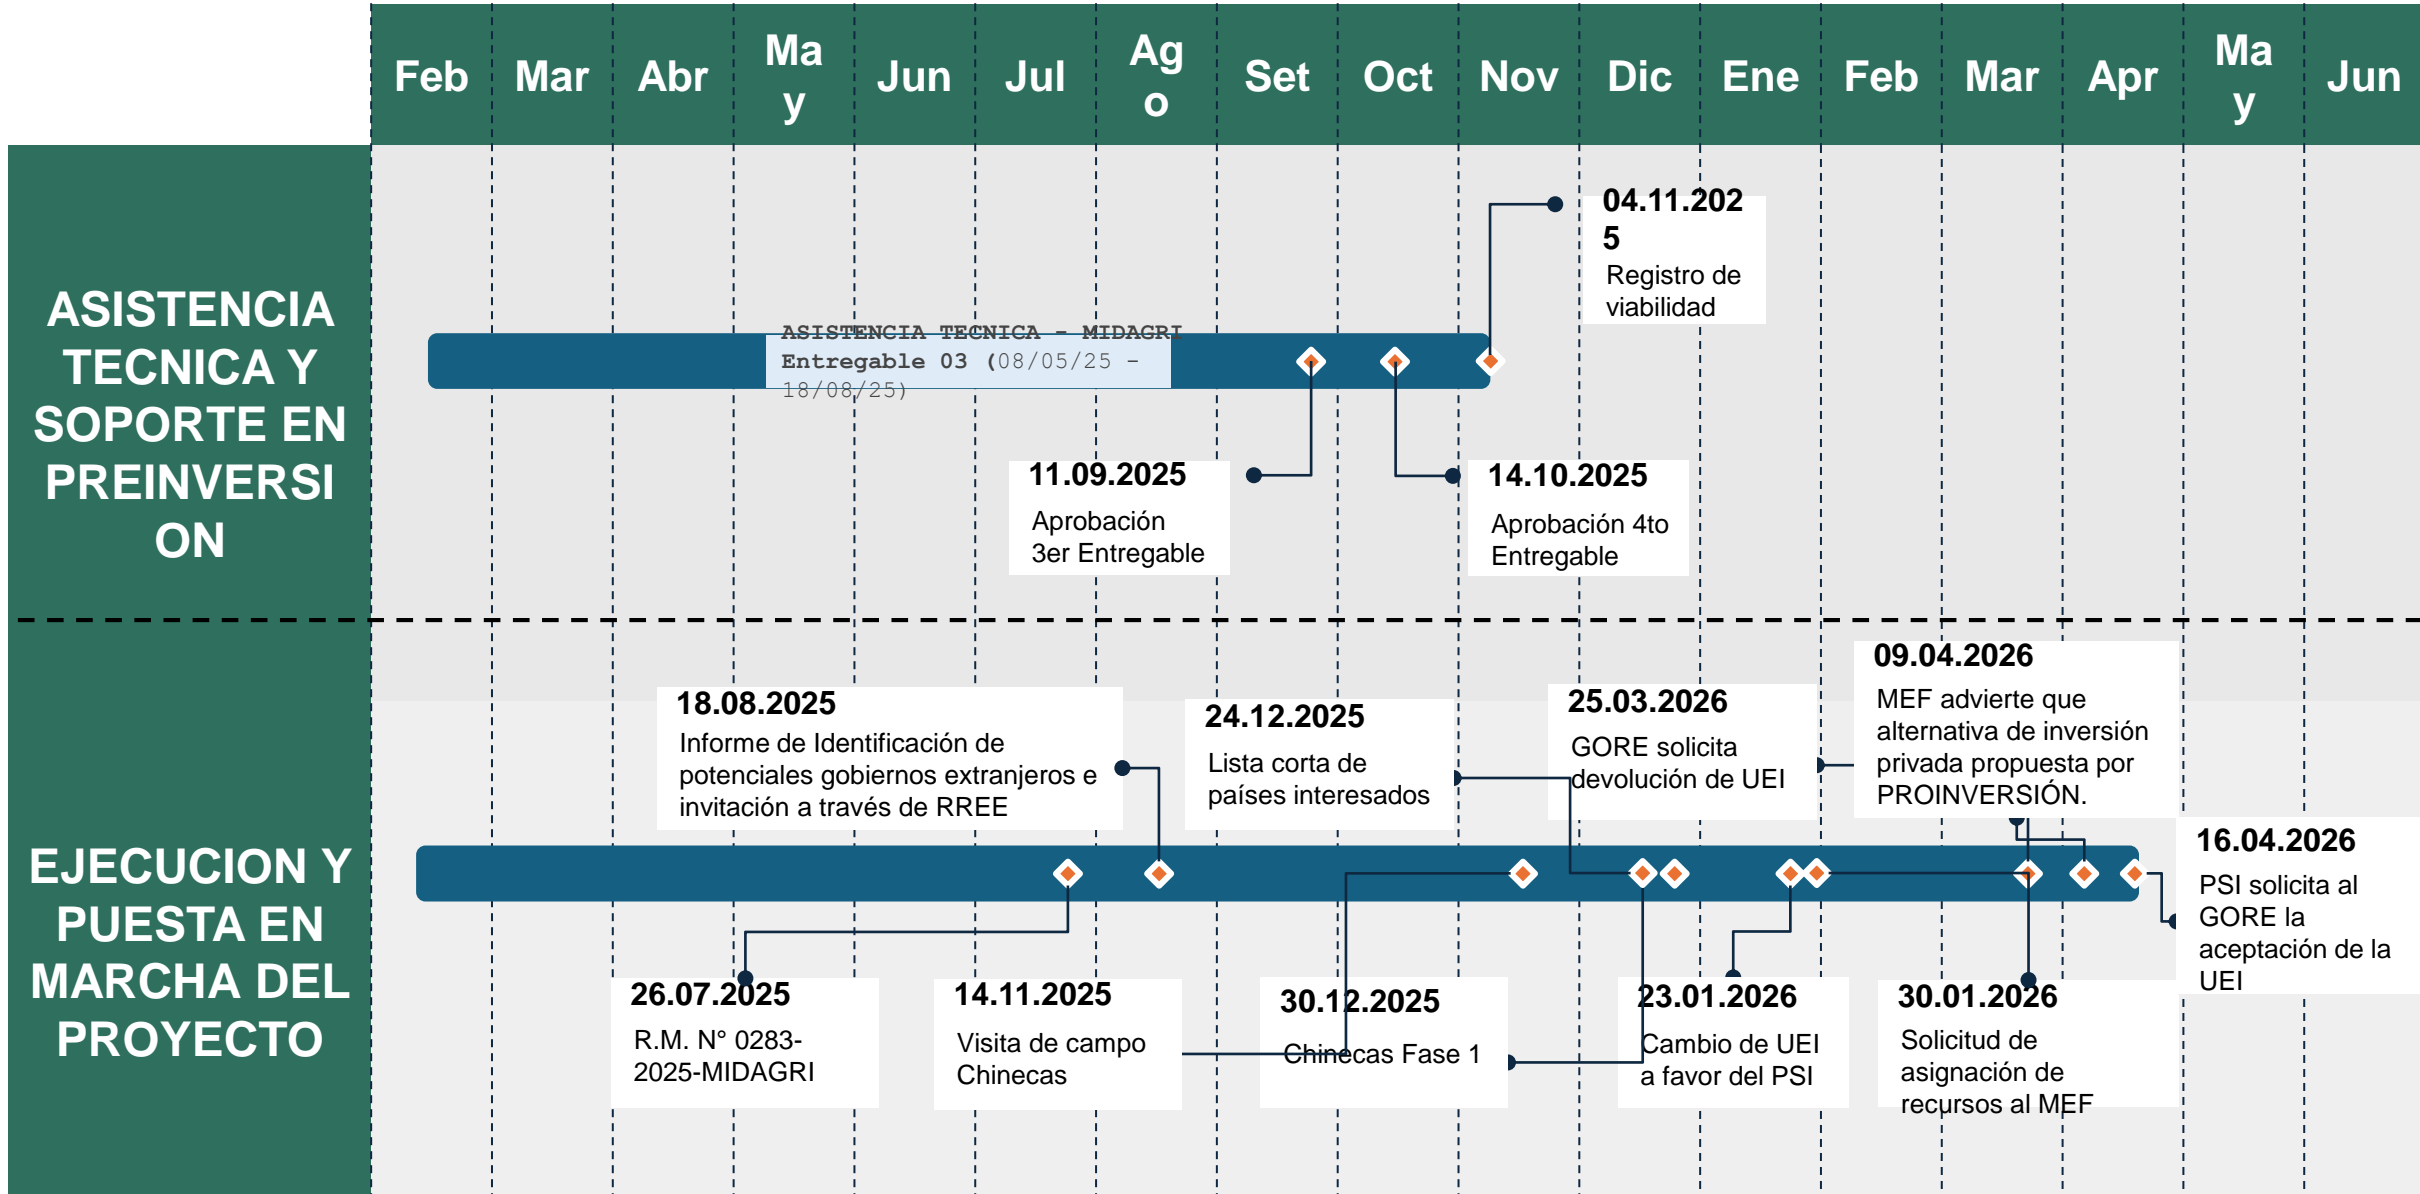 Feb Mar Abr Ma
y Jun Jul Ag
o Set Oct Nov Dic Ene Feb Mar Apr Ma
y Jun
ASISTENCIA
TECNICA Y
SOPORTE EN
PREINVERSI
ON
04.11.202
5
Registro de
viabilidad
ASISTENCIA TECNICA - MIDAGRI
Entregable 03 (08/05/25 -
18/08/25)
11.09.2025
Aprobación
3er Entregable
14.10.2025
Aprobación 4to
Entregable
EJECUCION Y
PUESTA EN
MARCHA DEL
PROYECTO
18.08.2025
Informe de Identificación de
potenciales gobiernos extranjeros e
invitación a través de RREE
24.12.2025
Lista corta de
países interesados
25.03.2026
GORE solicita
devolución de UEI
09.04.2026
MEF advierte que
alternativa de inversión
privada propuesta por
PROINVERSIÓN.
16.04.2026
PSI solicita al
GORE la
aceptación de la
UEI
26.07.2025
R.M. N° 0283-
2025-MIDAGRI
14.11.2025
Visita de campo
Chinecas
30.12.2025
Chinecas Fase 1
23.01.2026
Cambio de UEI
a favor del PSI
30.01.2026
Solicitud de
asignación de
recursos al MEF